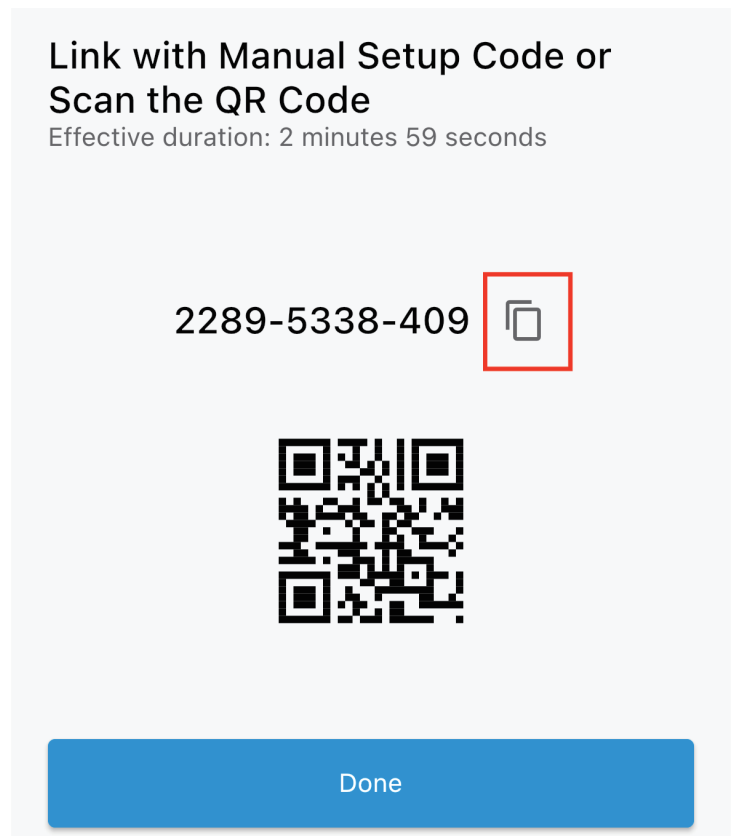 Link with Manual Setup Code or
Scan the QR Code
Effective duration: 2 minutes 59 seconds
2289-5338-409
Done